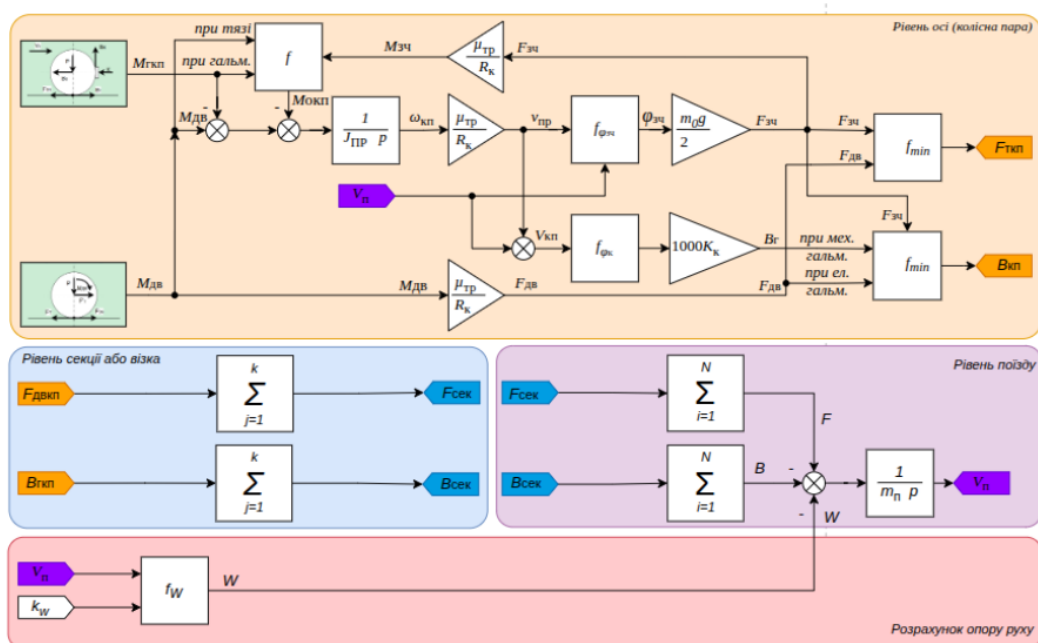 Рівень осі (колісна пара)
при тязі
Mгкп
при гальм.
f
Mзч
μтр
Rк
Fзч
Mдв
-
-
Mокп
1
Jпр p
ωкп
μтр
Rк
vпр
fφзч
φзч
m₀g
2
Fзч
Fзч
Fдв
fmin
Fткп
Vп
Vкп
fφк
1000Kк
Bг
Fзч
при мех.
гальм.
при ел.
гальм.
fmin
Bкп
Mдв
Mдв
μтр
Rк
Fдв
Fдв
Рівень секції або візка
Fдвкп
k
Σ
j=1
Fсек
Bгкп
k
Σ
j=1
Bсек
Рівень поїзду
Fсек
N
Σ
i=1
F
Bсек
N
Σ
i=1
B
-
-
W
1
mп p
Vп
Vп
kw
fW
W
Розрахунок опору руху